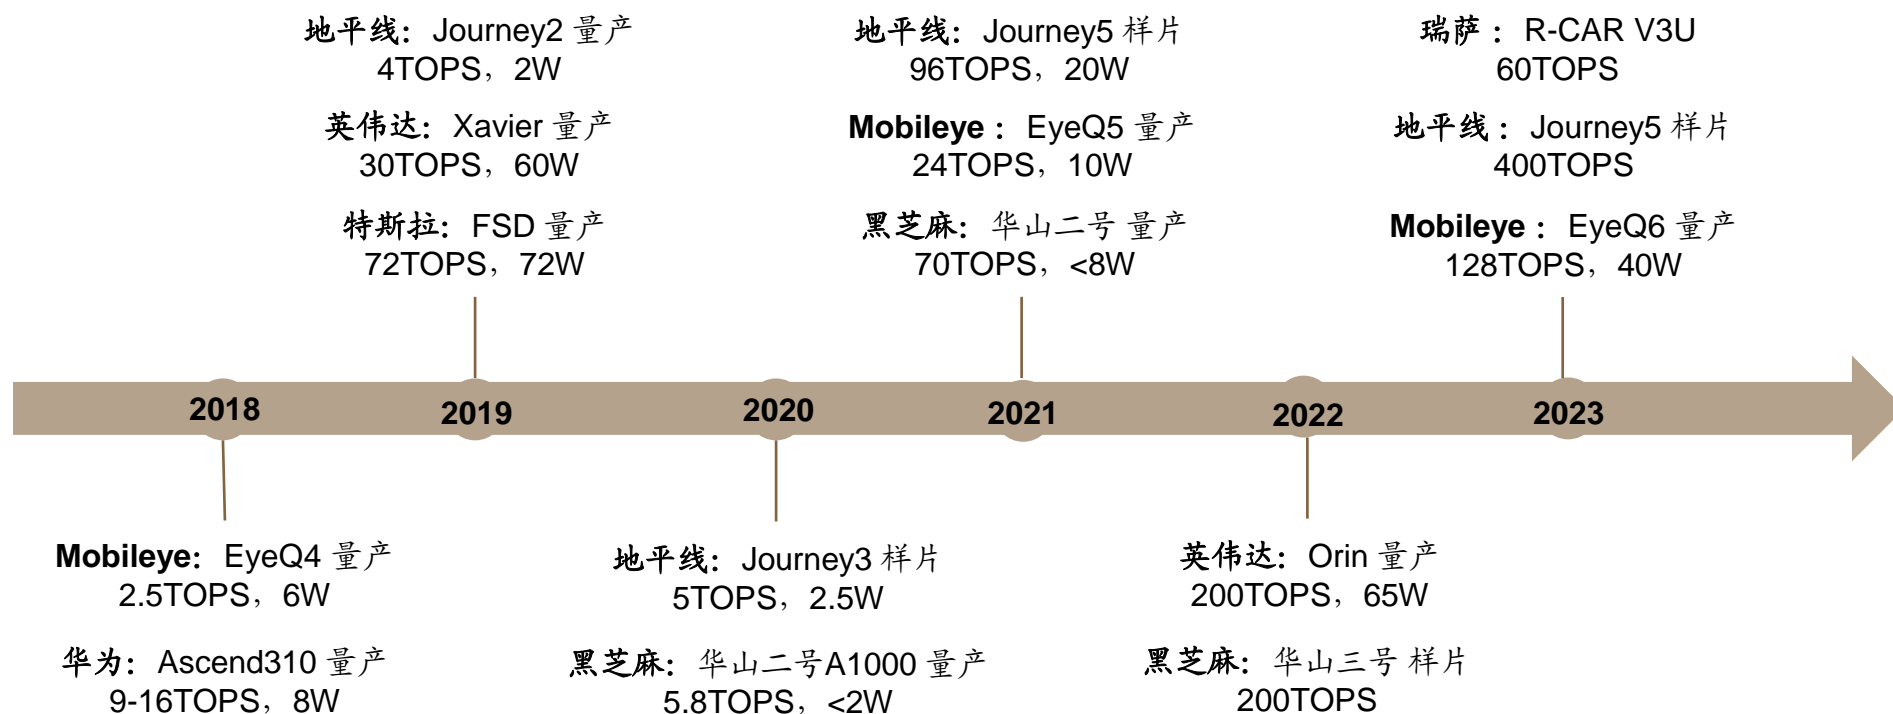 地平线：Journey2 量产
4TOPS，2W
英伟达：Xavier 量产
30TOPS，60W
特斯拉：FSD 量产
72TOPS，72W
地平线：Journey5 样片
96TOPS，20W
Mobileye：EyeQ5 量产
24TOPS，10W
黑芝麻：华山二号 量产
70TOPS，<8W
瑞萨：R-CAR V3U
60TOPS
地平线：Journey5 样片
400TOPS
Mobileye：EyeQ6 量产
128TOPS，40W
2018
2019
2020
2021
2022
2023
Mobileye：EyeQ4 量产
2.5TOPS，6W
华为：Ascend310 量产
9-16TOPS，8W
地平线：Journey3 样片
5TOPS，2.5W
黑芝麻：华山二号A1000 量产
5.8TOPS，<2W
英伟达：Orin 量产
200TOPS，65W
黑芝麻：华山三号 样片
200TOPS